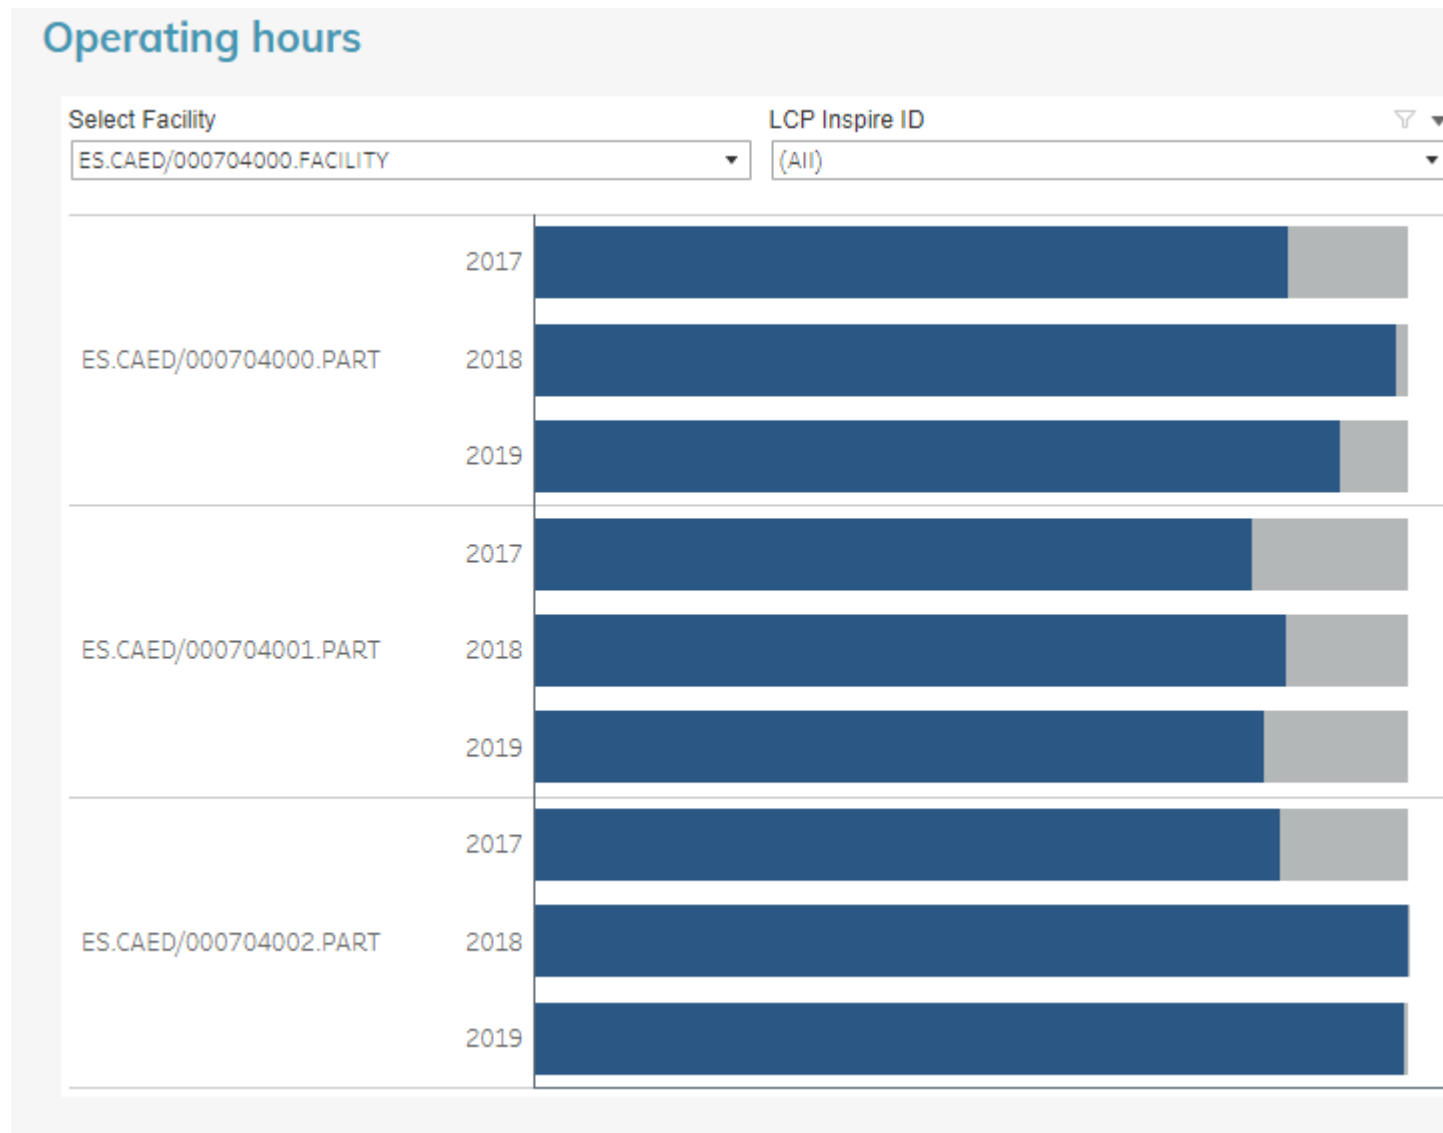 Operating hours
Select Facility
LCP Inspire ID
ES.CAED/000704000.FACILITY
(All)
2017
ES.CAED/000704000.PART 2018
2019
2017
ES.CAED/000704001.PART 2018
2019
2017
ES.CAED/000704002.PART 2018
2019